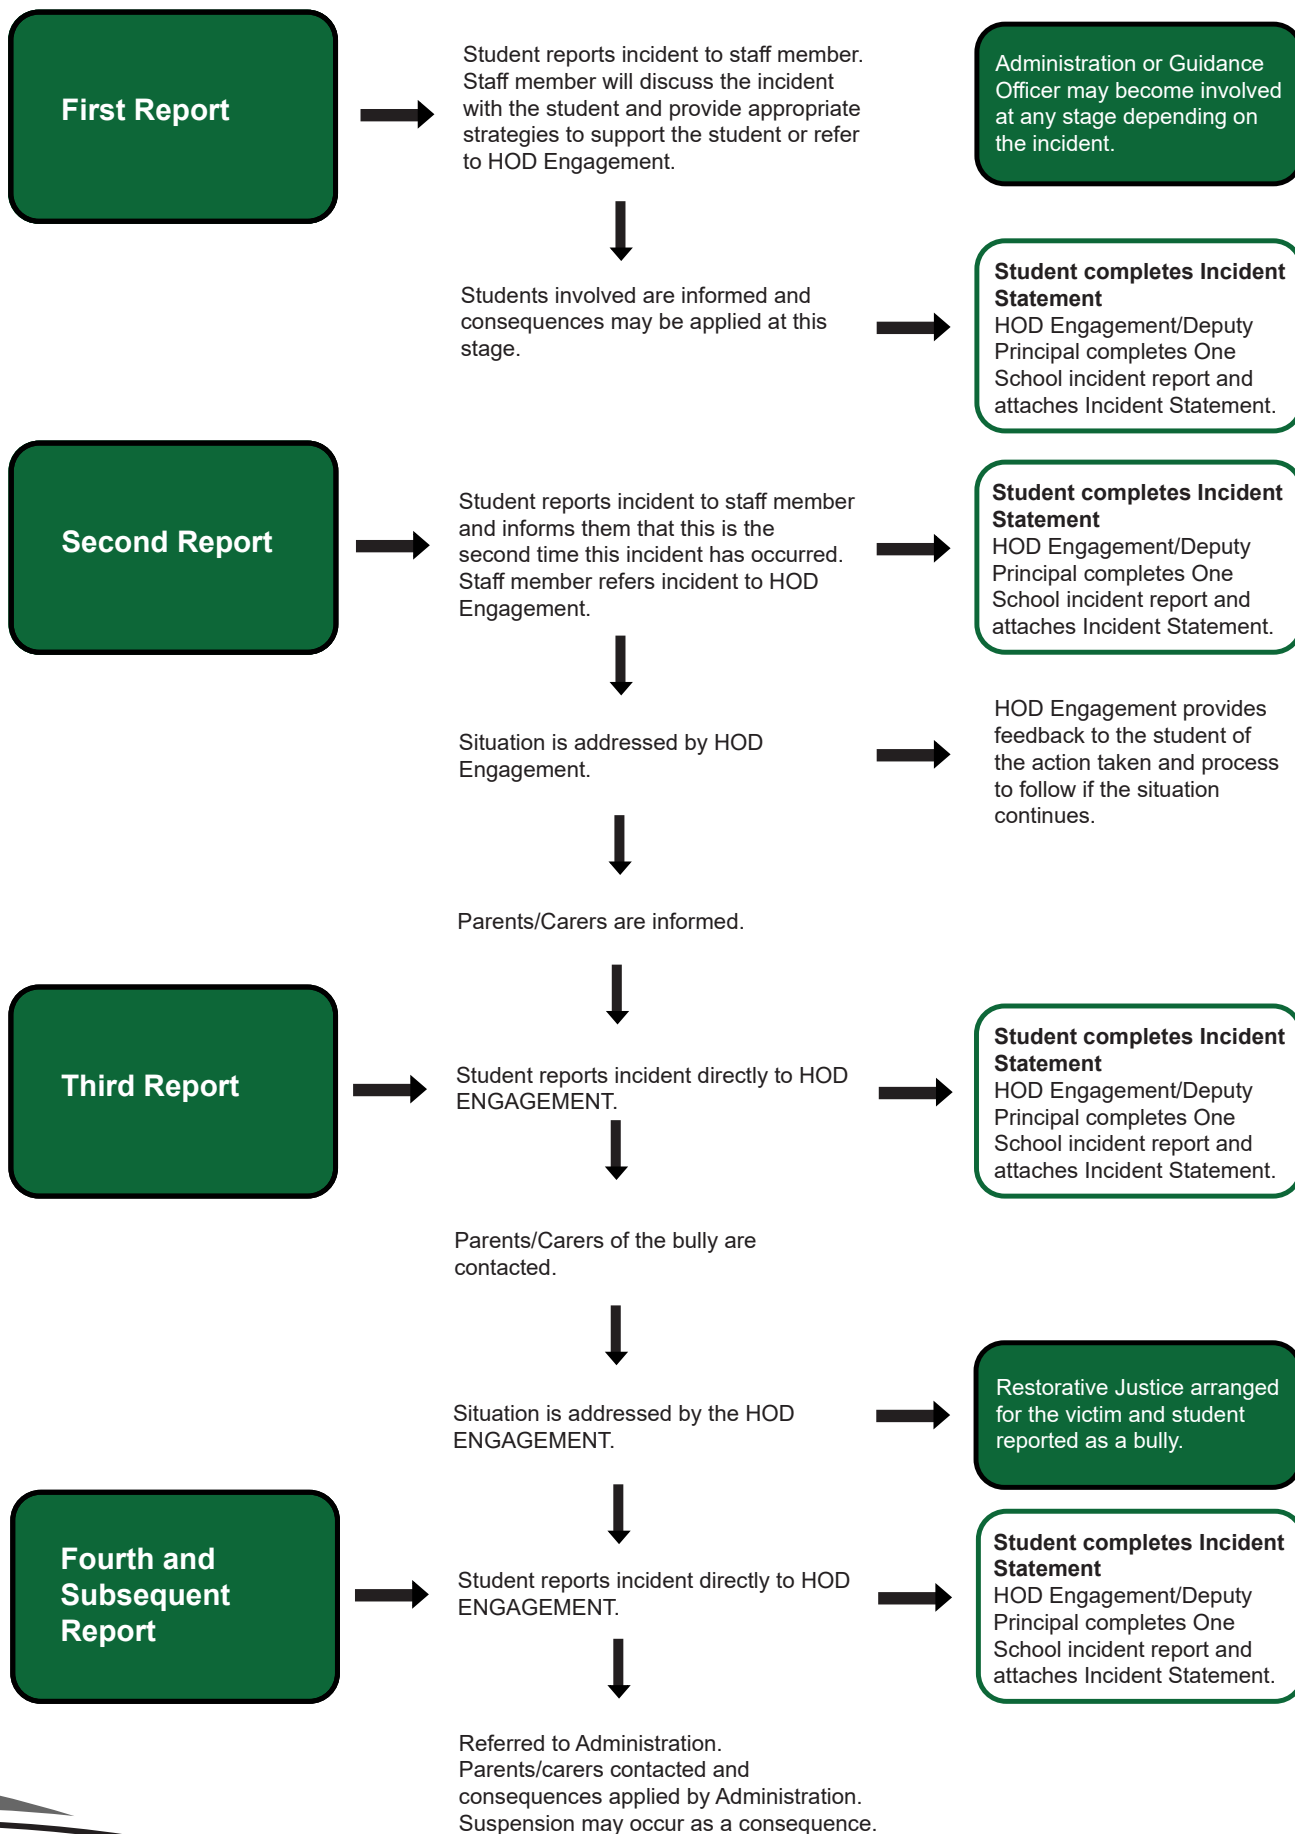 First Report
Student reports incident to staff member.
Staff member will discuss the incident
with the student and provide appropriate
strategies to support the student or refer
to HOD Engagement.
Administration or Guidance
Officer may become involved
at any stage depending on
the incident.
Students involved are informed and
consequences may be applied at this
stage.
Student completes Incident
Statement
HOD Engagement/Deputy
Principal completes One
School incident report and
attaches Incident Statement.
Second Report
Student reports incident to staff member
and informs them that this is the
second time this incident has occurred.
Staff member refers incident to HOD
Engagement.
Student completes Incident
Statement
HOD Engagement/Deputy
Principal completes One
School incident report and
attaches Incident Statement.
Situation is addressed by HOD
Engagement.
HOD Engagement provides
feedback to the student of
the action taken and process
to follow if the situation
continues.
Parents/Carers are informed.
Third Report
Student reports incident directly to HOD
ENGAGEMENT.
Student completes Incident
Statement
HOD Engagement/Deputy
Principal completes One
School incident report and
attaches Incident Statement.
Parents/Carers of the bully are
contacted.
Situation is addressed by the HOD
ENGAGEMENT.
Restorative Justice arranged
for the victim and student
reported as a bully.
Fourth and
Subsequent
Report
Student reports incident directly to HOD
ENGAGEMENT.
Student completes Incident
Statement
HOD Engagement/Deputy
Principal completes One
School incident report and
attaches Incident Statement.
Referred to Administration.
Parents/carers contacted and
consequences applied by Administration.
Suspension may occur as a consequence.